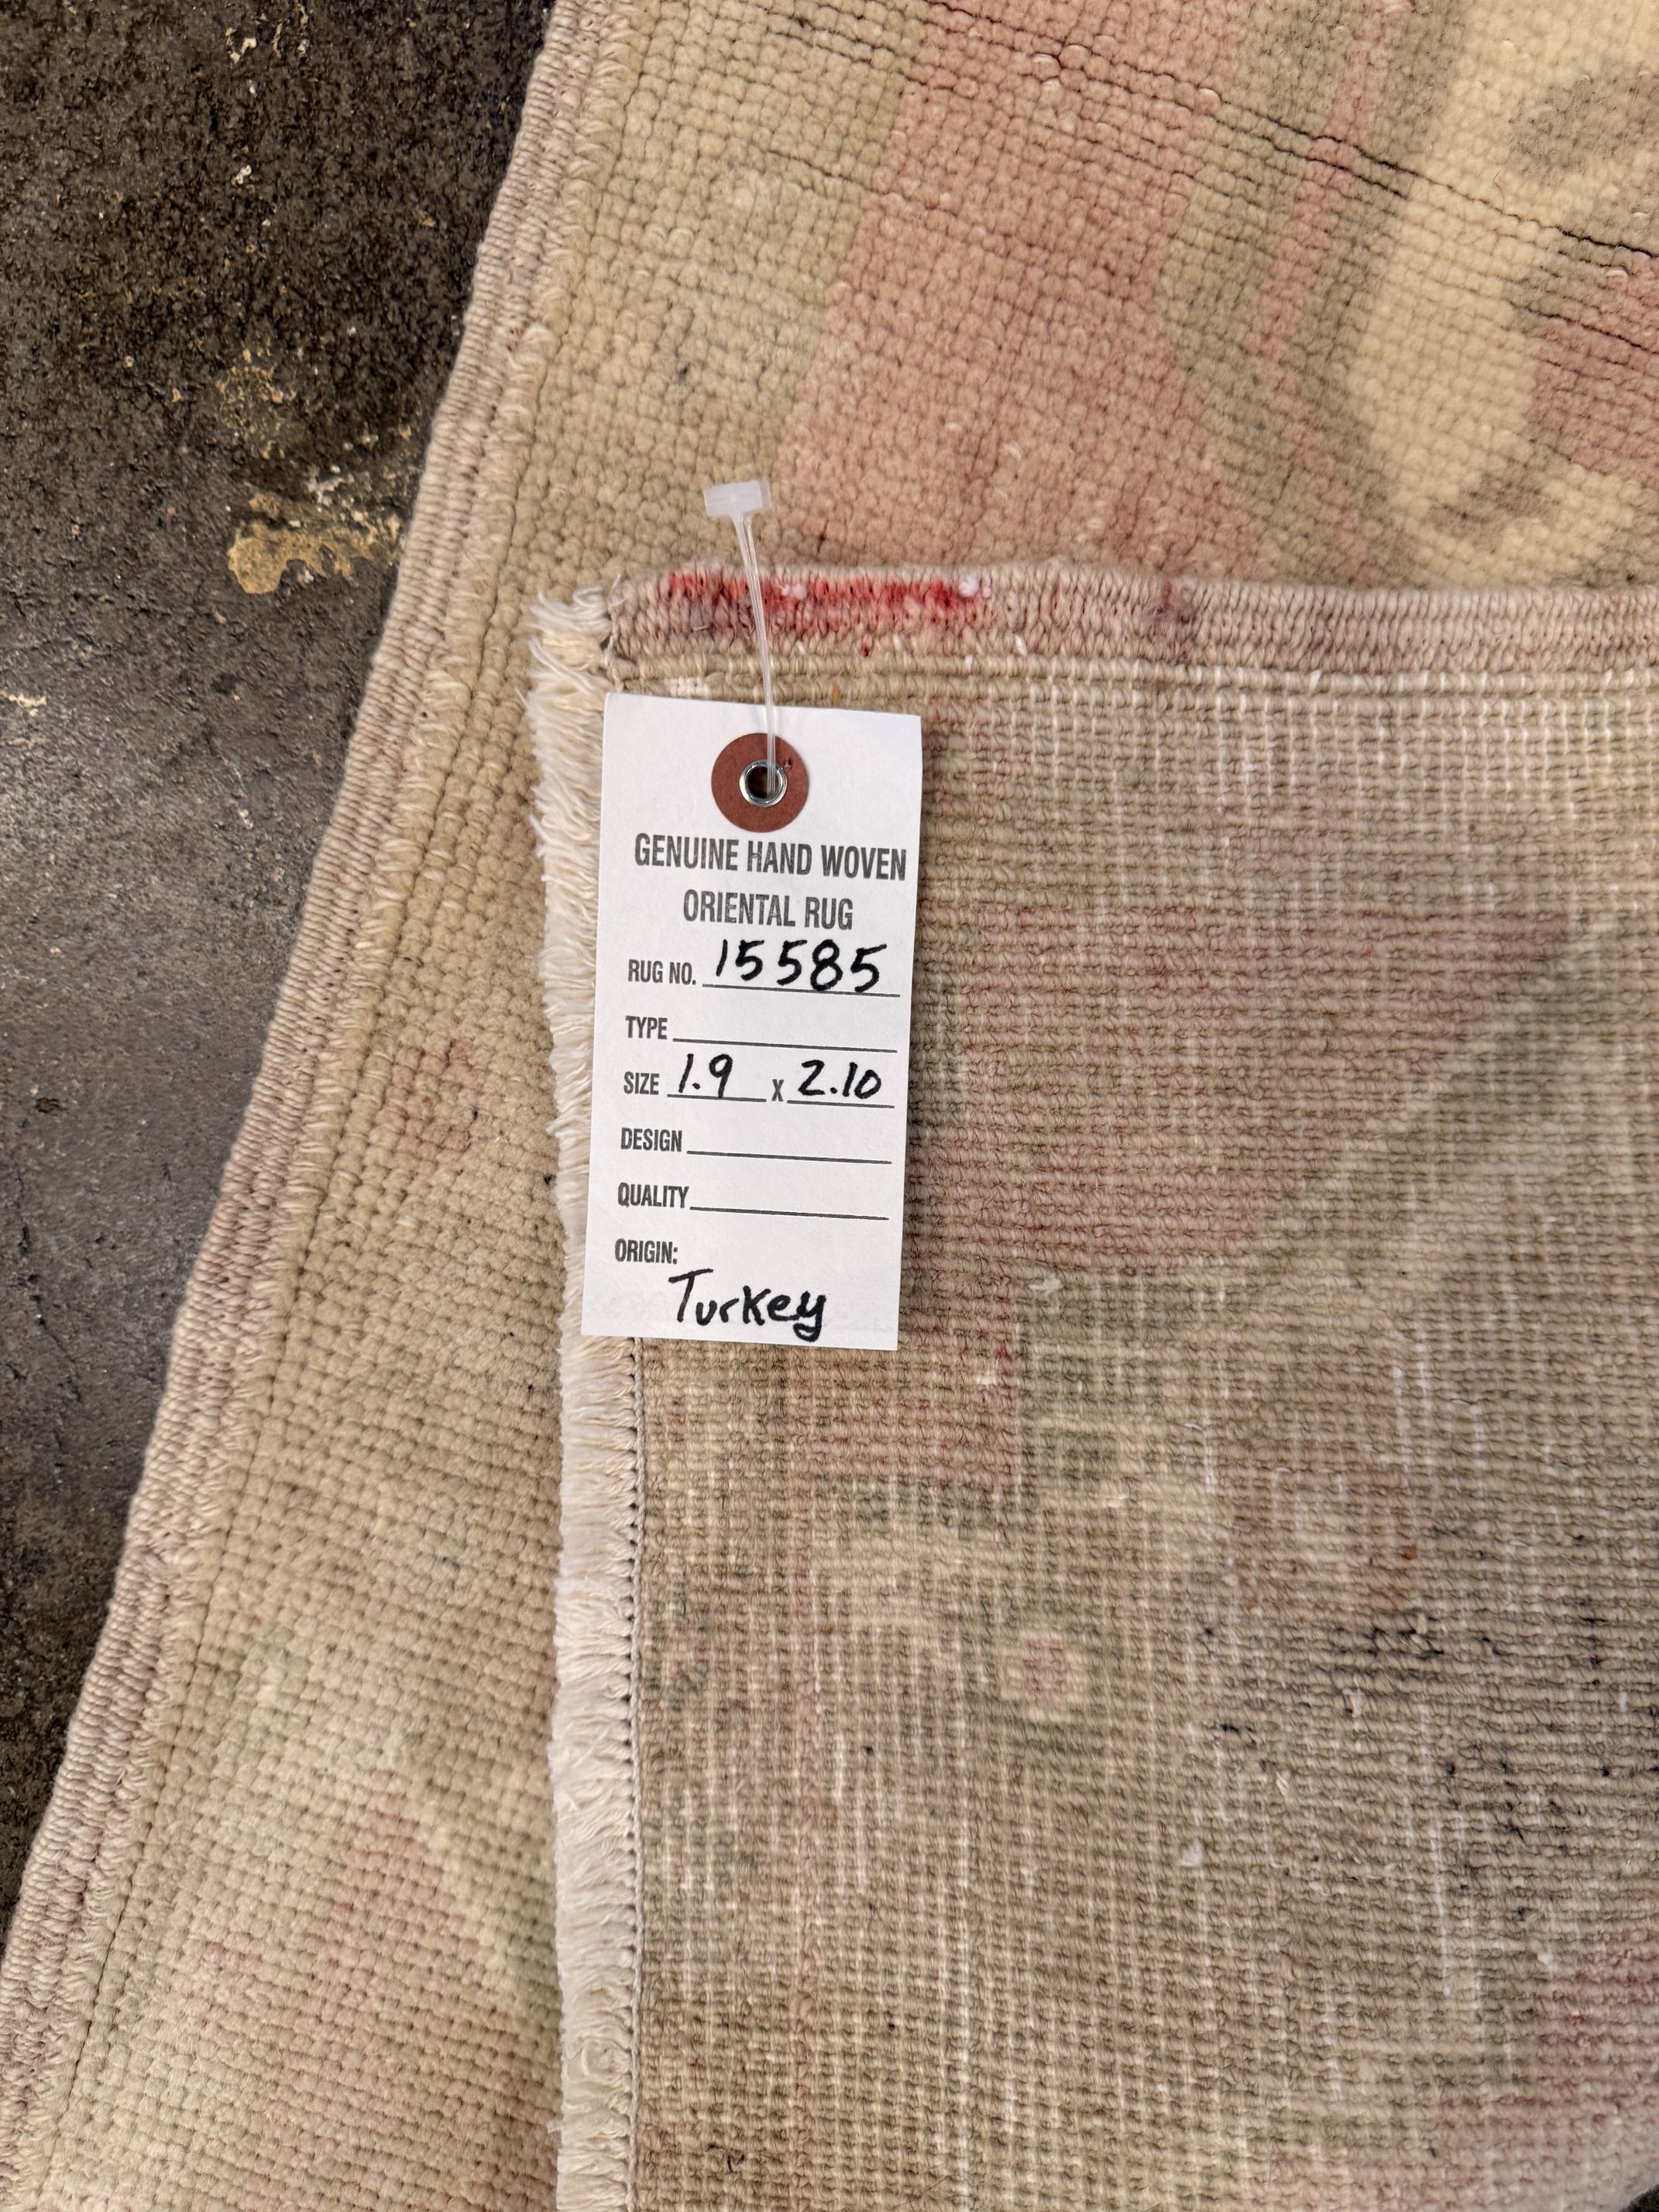 GENUINE HAND WOVEN
ORIENTAL RUG
RUG NO. 15585
TYPE
SIZE 1.9 X 2.10
DESIGN
QUALITY
ORIGIN:
Turkey